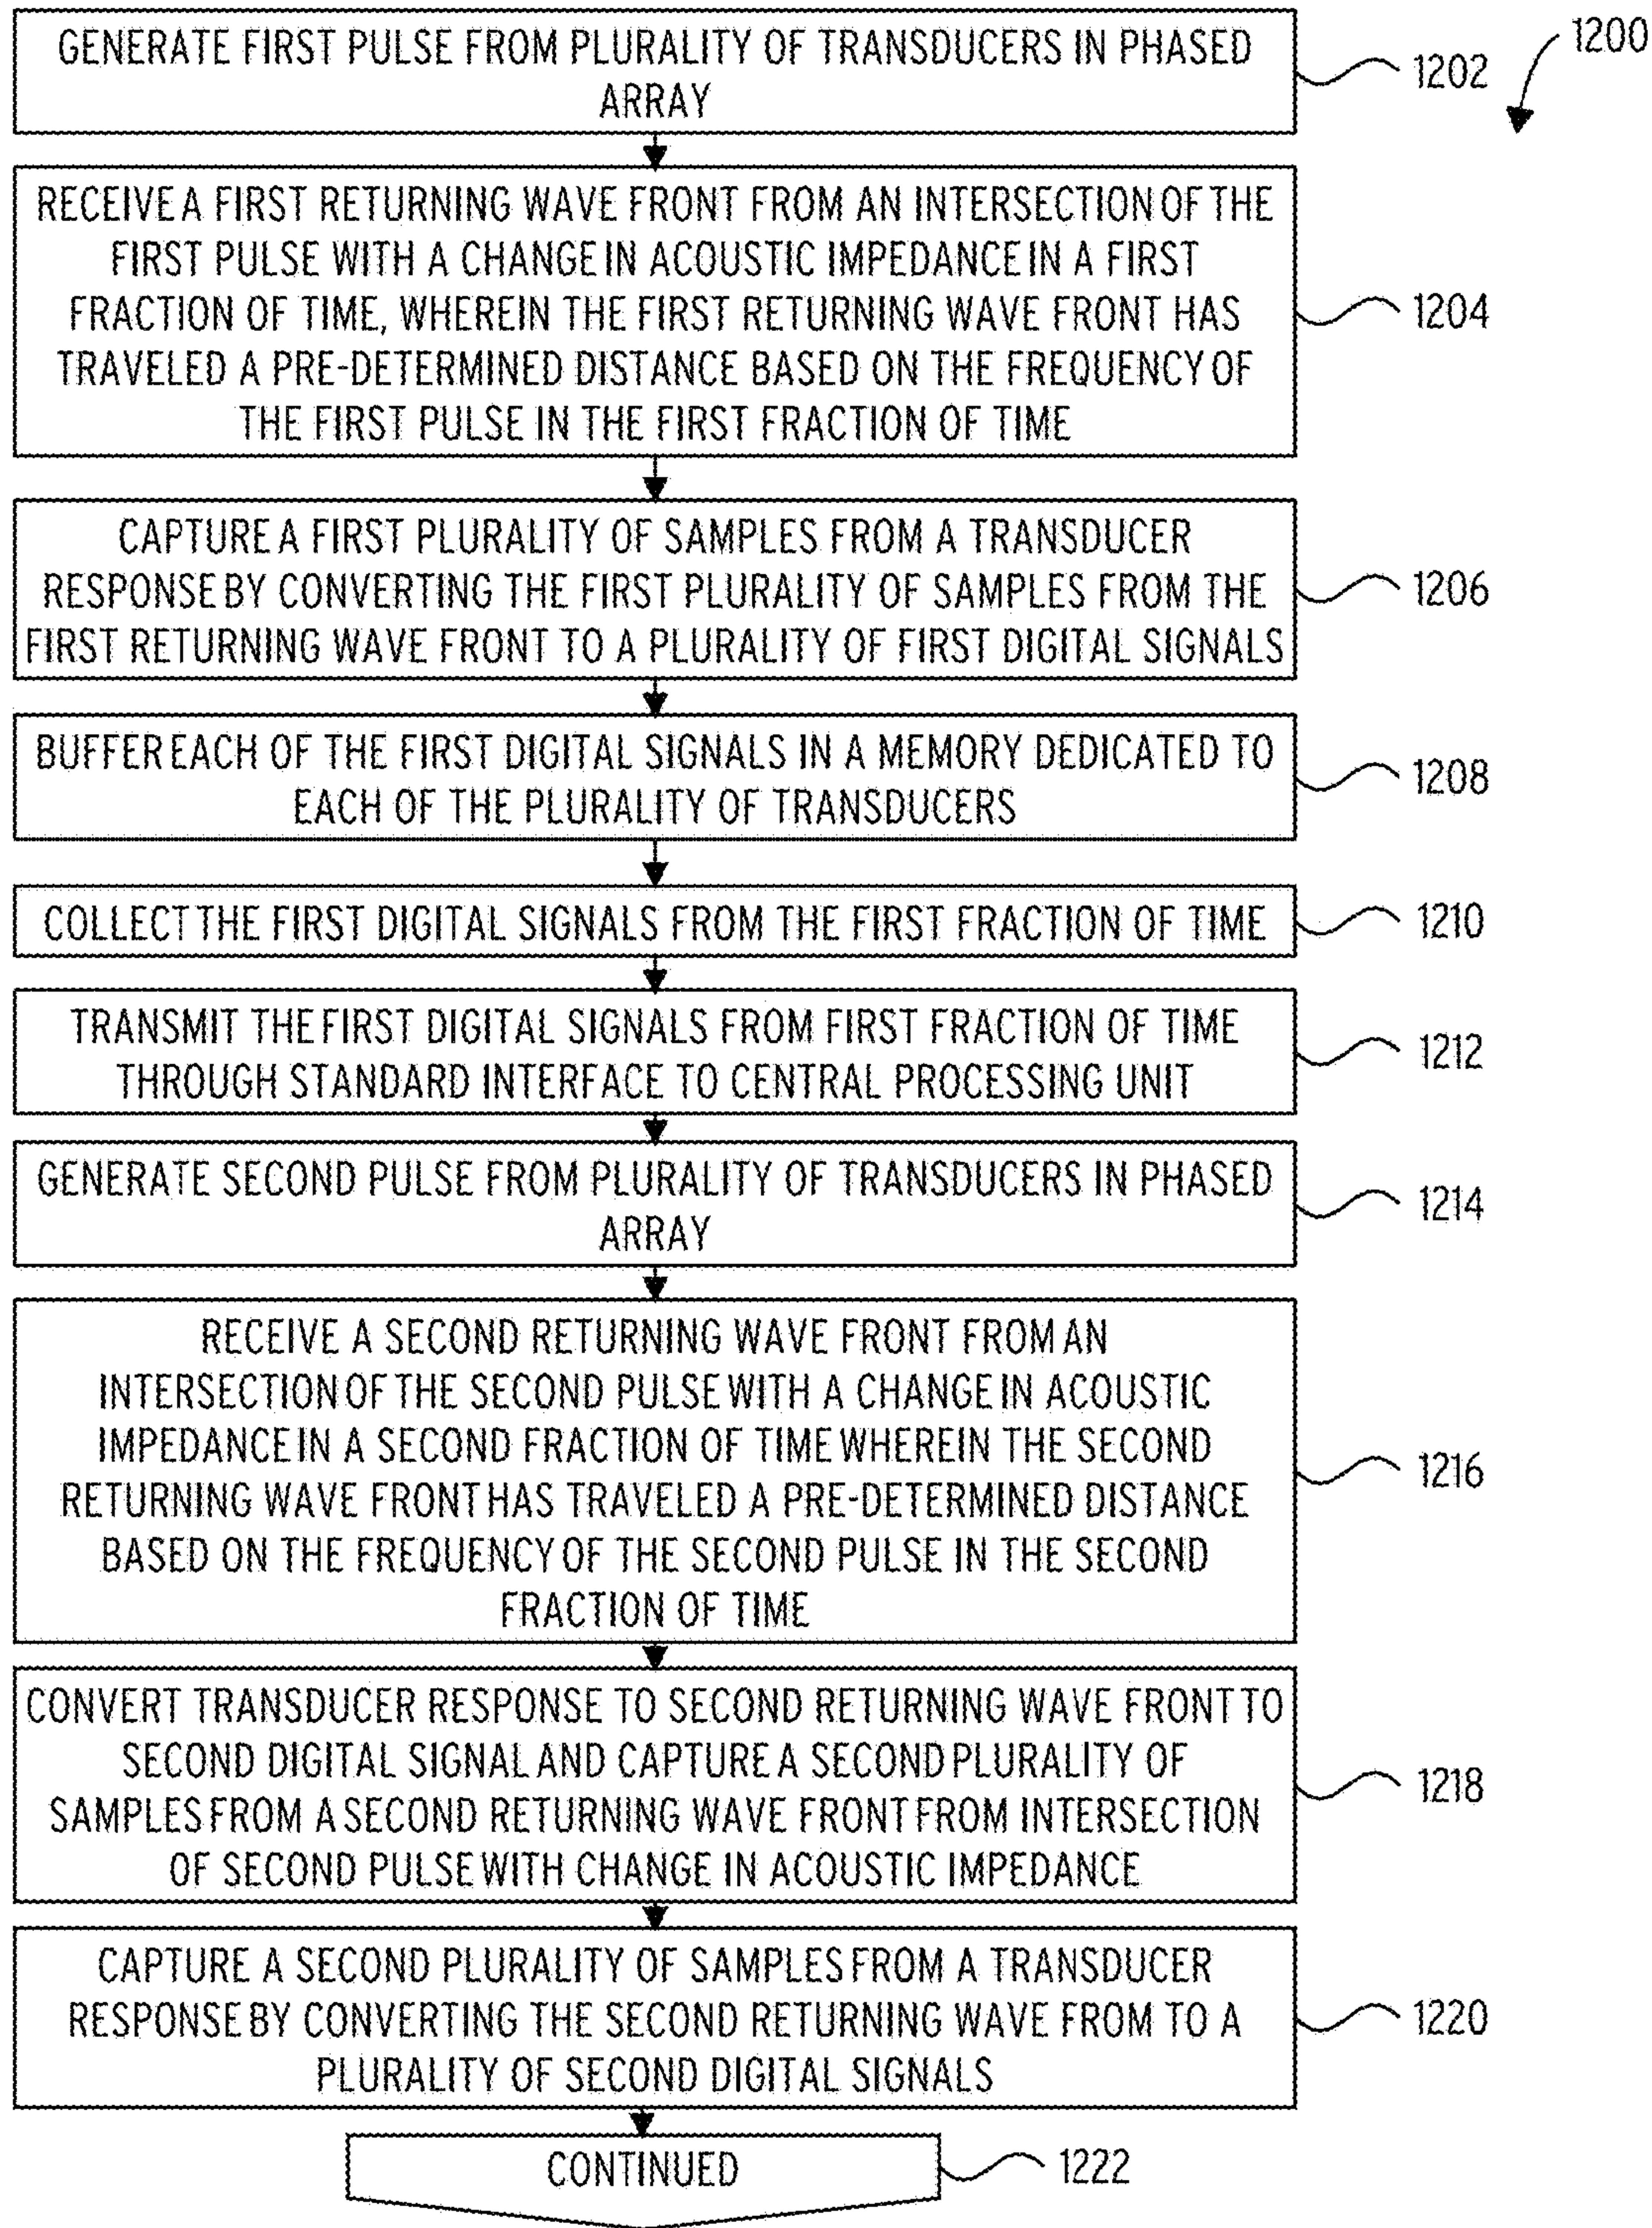 1200
GENERATE FIRST PULSE FROM PLURALITY OF TRANSDUCERS IN PHASED
ARRAY
1202
RECEIVE A FIRST RETURNING WAVE FRONT FROM AN INTERSECTION OF THE
FIRST PULSE WITH A CHANGE IN ACOUSTIC IMPEDANCE IN A FIRST
FRACTION OF TIME, WHEREIN THE FIRST RETURNING WAVE FRONT HAS
TRAVELED A PRE-DETERMINED DISTANCE BASED ON THE FREQUENCY OF
THE FIRST PULSE IN THE FIRST FRACTION OF TIME
1204
CAPTURE A FIRST PLURALITY OF SAMPLES FROM A TRANSDUCER
RESPONSE BY CONVERTING THE FIRST PLURALITY OF SAMPLES FROM THE
FIRST RETURNING WAVE FRONT TO A PLURALITY OF FIRST DIGITAL SIGNALS
1206
BUFFER EACH OF THE FIRST DIGITAL SIGNALS IN A MEMORY DEDICATED TO
EACH OF THE PLURALITY OF TRANSDUCERS
1208
COLLECT THE FIRST DIGITAL SIGNALS FROM THE FIRST FRACTION OF TIME
1210
TRANSMIT THE FIRST DIGITAL SIGNALS FROM FIRST FRACTION OF TIME
THROUGH STANDARD INTERFACE TO CENTRAL PROCESSING UNIT
1212
GENERATE SECOND PULSE FROM PLURALITY OF TRANSDUCERS IN PHASED
ARRAY
1214
RECEIVE A SECOND RETURNING WAVE FRONT FROM AN
INTERSECTION OF THE SECOND PULSE WITH A CHANGE IN ACOUSTIC
IMPEDANCE IN A SECOND FRACTION OF TIME WHEREIN THE SECOND
RETURNING WAVE FRONT HAS TRAVELED A PRE-DETERMINED DISTANCE
BASED ON THE FREQUENCY OF THE SECOND PULSE IN THE SECOND
FRACTION OF TIME
1216
CONVERT TRANSDUCER RESPONSE TO SECOND RETURNING WAVE FRONT TO
SECOND DIGITAL SIGNAL AND CAPTURE A SECOND PLURALITY OF
SAMPLES FROM A SECOND RETURNING WAVE FRONT FROM INTERSECTION
OF SECOND PULSE WITH CHANGE IN ACOUSTIC IMPEDANCE
1218
CAPTURE A SECOND PLURALITY OF SAMPLES FROM A TRANSDUCER
RESPONSE BY CONVERTING THE SECOND RETURNING WAVE FROM TO A
PLURALITY OF SECOND DIGITAL SIGNALS
1220
CONTINUED
1222